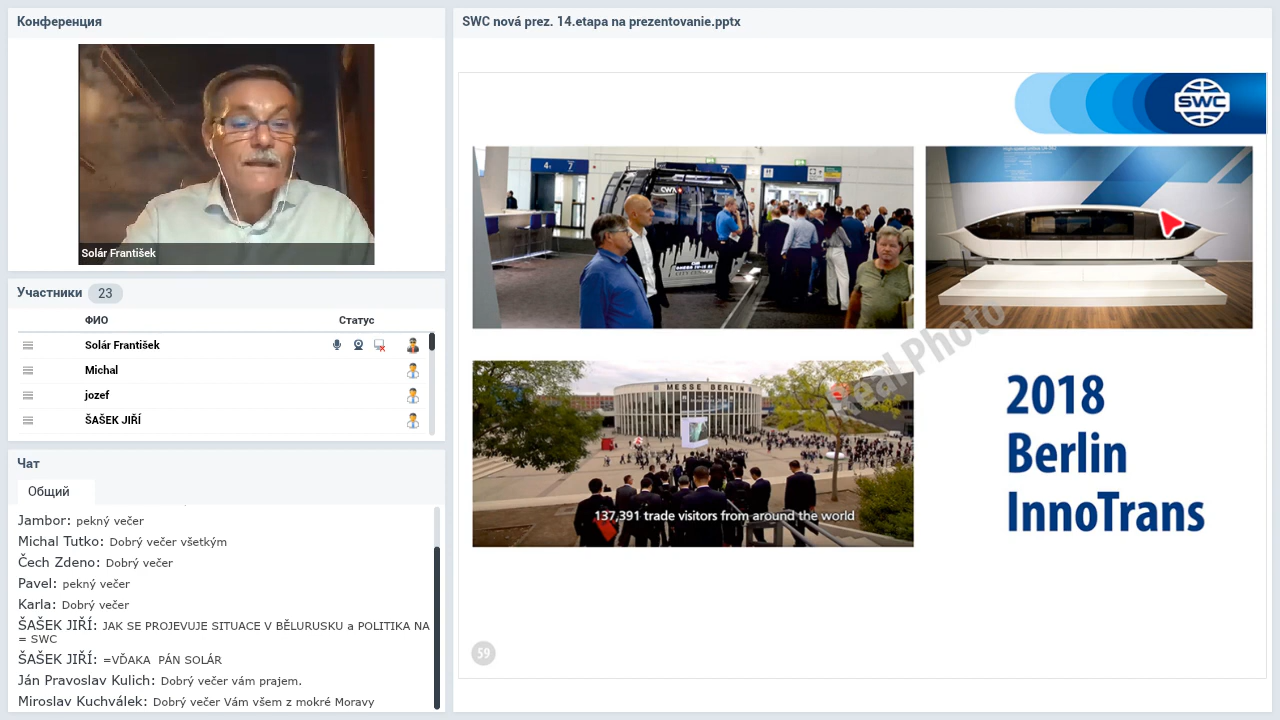 Конференция
Solár František
Участники 23
ФИО Статус
Solár František
Michal
jozef
ŠAŠEK JIŘÍ
Чат
Общий
Jambor: pekný večer
Michal Tutko: Dobrý večer všetkým
Čech Zdeno: Dobrý večer
Pavel: pekný večer
Karla: Dobrý večer
ŠAŠEK JIŘÍ: JAK SE PROJEVUJE SITUACE V BĚLURUSKU a POLITIKA NA
= SWC
ŠAŠEK JIŘÍ: =VĎAKA PÁN SOLÁR
Ján Pravoslav Kulich: Dobrý večer vám prajem.
Miroslav Kuchválek: Dobrý večer Vám všem z mokré Moravy
SWC nová prez. 14.etapa na prezentovanie.pptx
SWC
CWA
Real Photo
MESSE BERLIN
137,391 trade visitors from around the world
2018
Berlin
InnoTrans
59